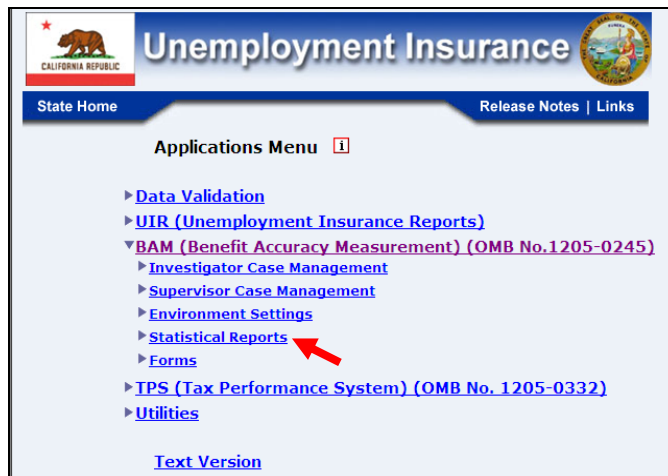 CALIFORNIA REPUBLIC
Unemployment Insurance
State Home
Release Notes | Links
Applications Menu i
Data Validation
UIR (Unemployment Insurance Reports)
BAM (Benefit Accuracy Measurement) (OMB No.1205-0245)
Investigator Case Management
Supervisor Case Management
Environment Settings
Statistical Reports
Forms
TPS (Tax Performance System) (OMB No. 1205-0332)
Utilities
Text Version